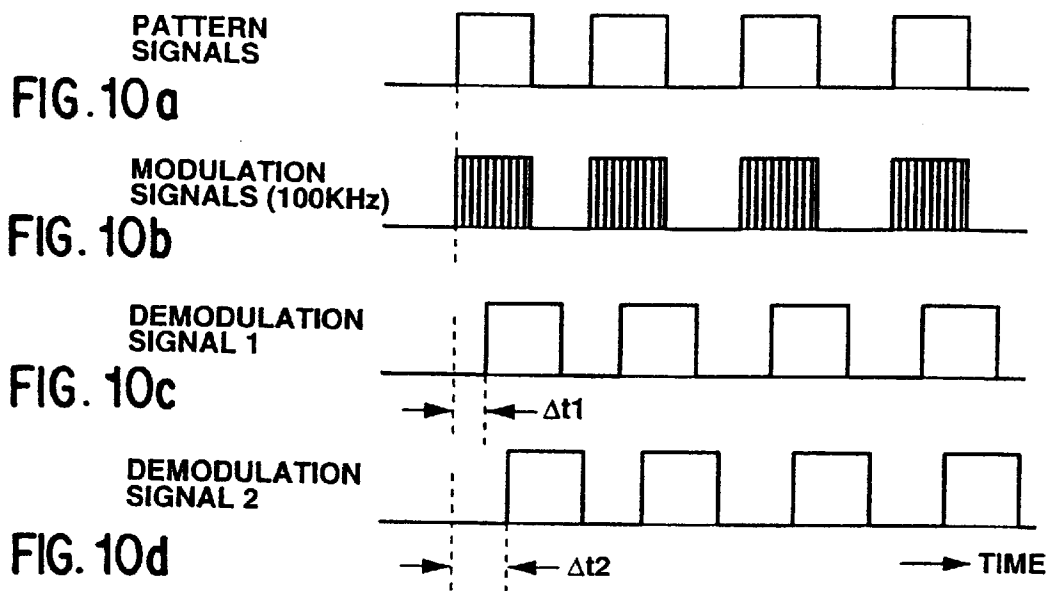 PATTERN
SIGNALS
FIG. 10a
MODULATION
SIGNALS (100KHz)
FIG. 10b
DEMODULATION
SIGNAL 1
FIG. 10c
Δt1
DEMODULATION
SIGNAL 2
FIG. 10d
Δt2
TIME